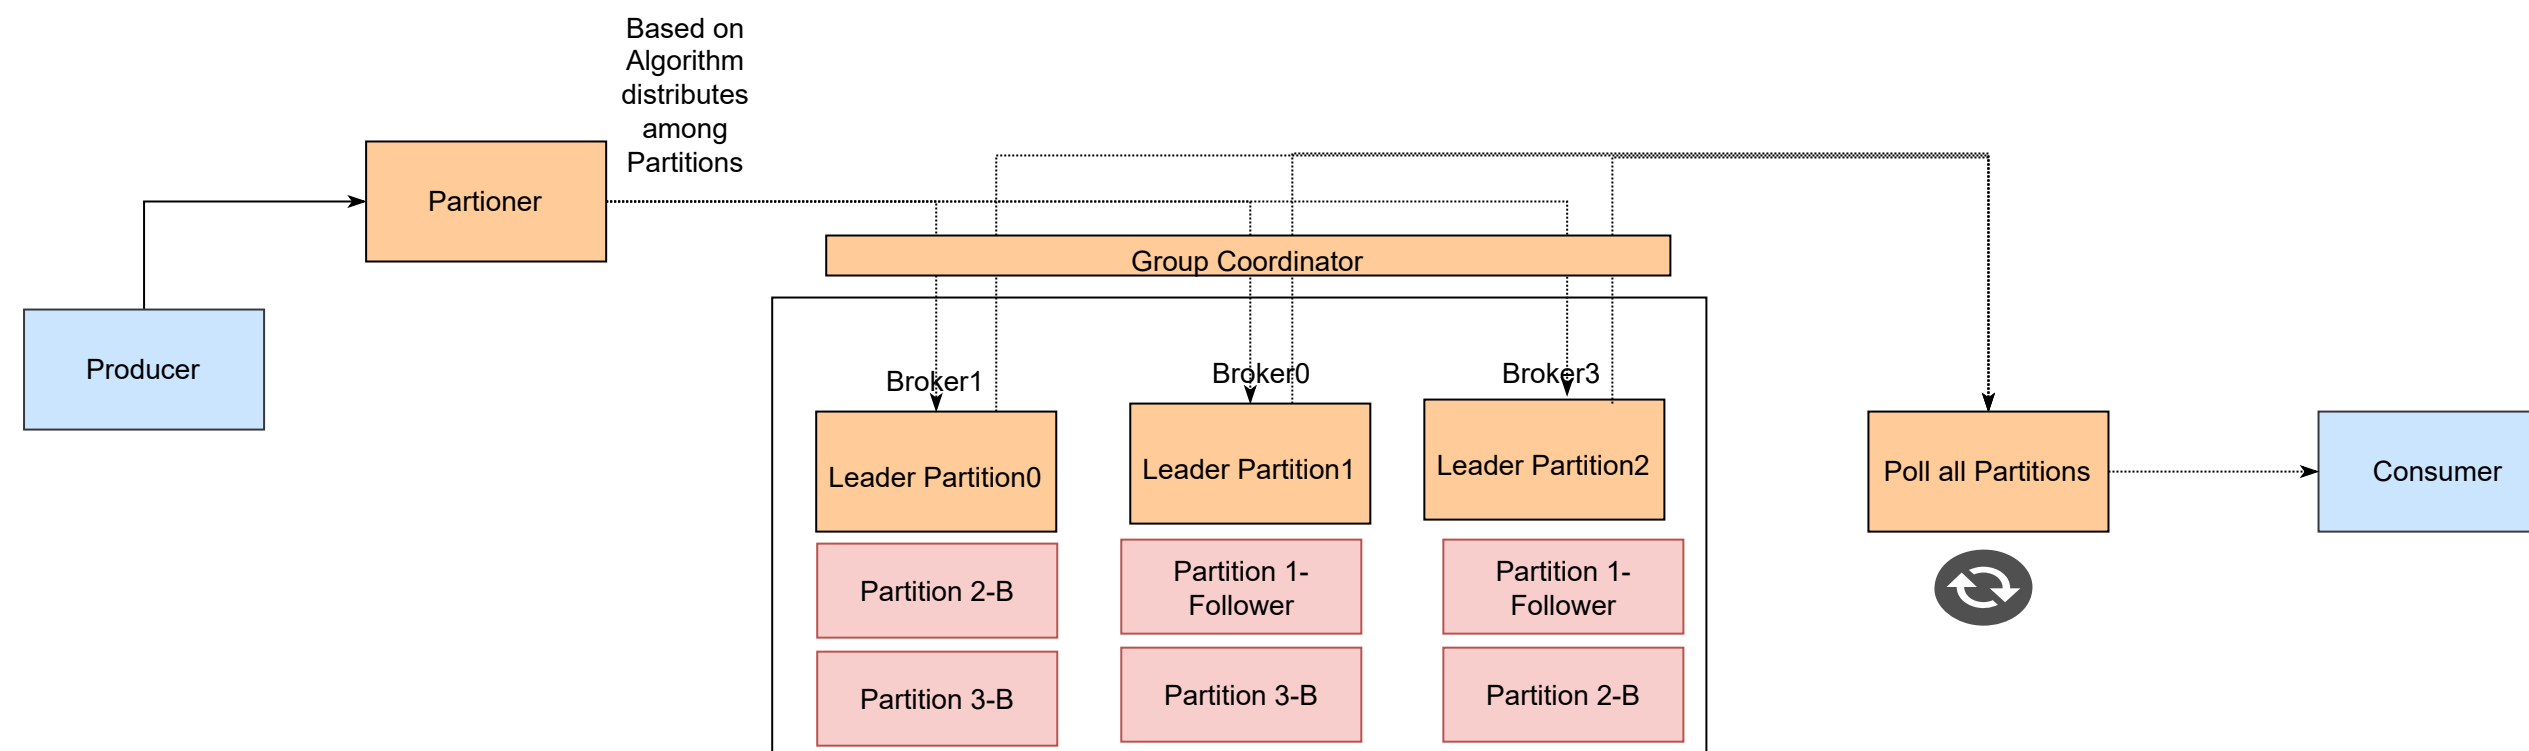 Based on
Algorithm
distributes
among
Partitions
Partioner
Group Coordinator
Producer
Broker1
Broker0
Broker3
Leader Partition0
Leader Partition1
Leader Partition2
Poll all Partitions
Consumer
Partition 2-B
Partition 1-
Follower
Partition 1-
Follower
Partition 3-B
Partition 3-B
Partition 2-B